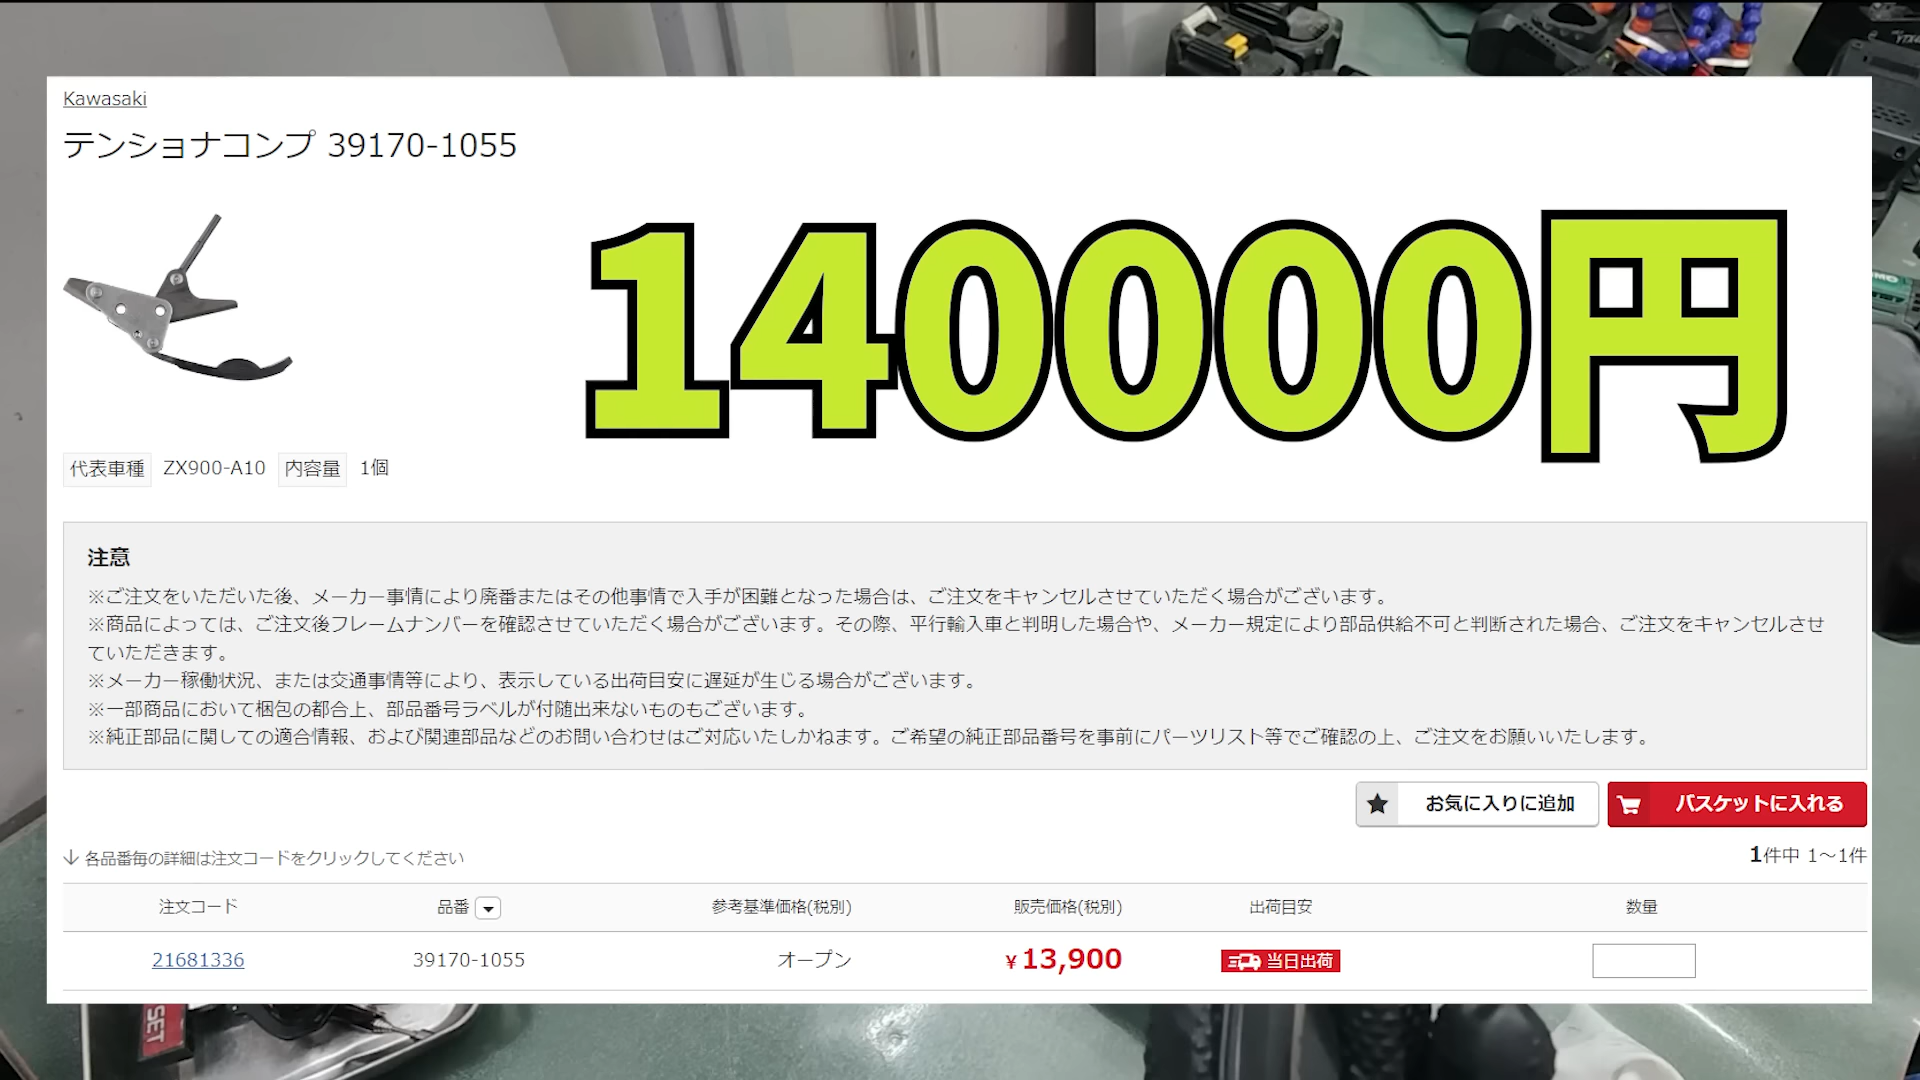 Kawasaki
テンショナコンプ 39170-1055
140000円
代表車種 ZX900-A10 内容量 1個
注意
※ご注文をいただいた後、メーカー事情により廃番またはその他事情で入手が困難となった場合は、ご注文をキャンセルさせていただく場合がございます。
※商品によっては、ご注文後フレームナンバーを確認させていただく場合がございます。その際、平行輸入車と判明した場合や、メーカー規定により部品供給不可と判断された場合、ご注文をキャンセルさせ
ていただきます。
※メーカー稼働状況、または交通事情等により、表示している出荷目安に遅延が生じる場合がございます。
※一部商品において梱包の都合上、部品番号ラベルが付随出来ないものもございます。
※純正部品に関しての適合情報、および関連部品などのお問い合わせはご対応いたしかねます。ご希望の純正部品番号を事前にパーツリスト等でご確認の上、ご注文をお願いいたします。
★ お気に入りに追加 バスケットに入れる
↓各品番毎の詳細は注文コードをクリックしてください
1件中 1～1件
注文コード 品番 参考基準価格(税別) 販売価格(税別) 出荷目安 数量
21681336 39170-1055 オープン ¥13,900 当日出荷
SET